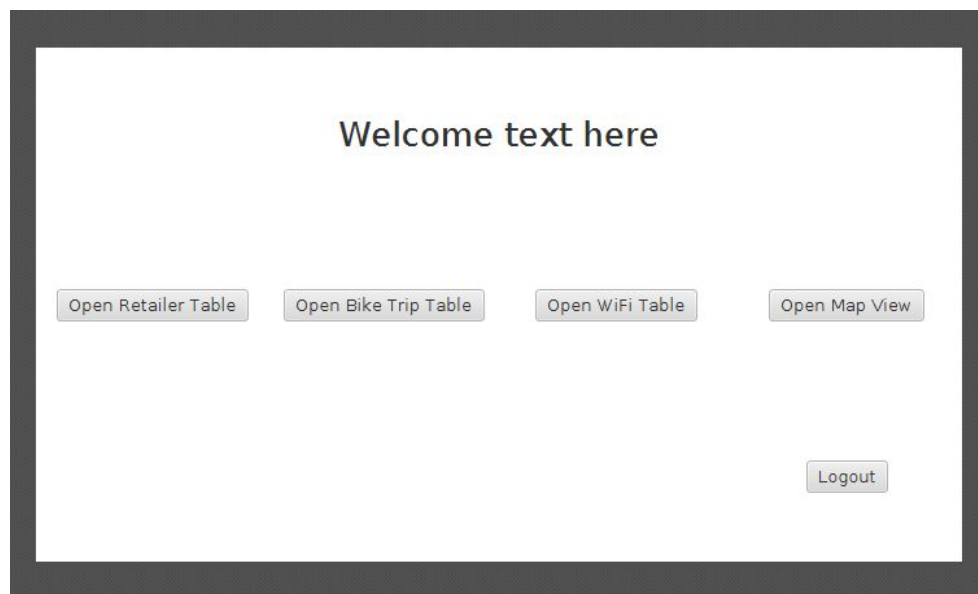 Welcome text here
Open Retailer Table Open Bike Trip Table Open WiFi Table Open Map View
Logout